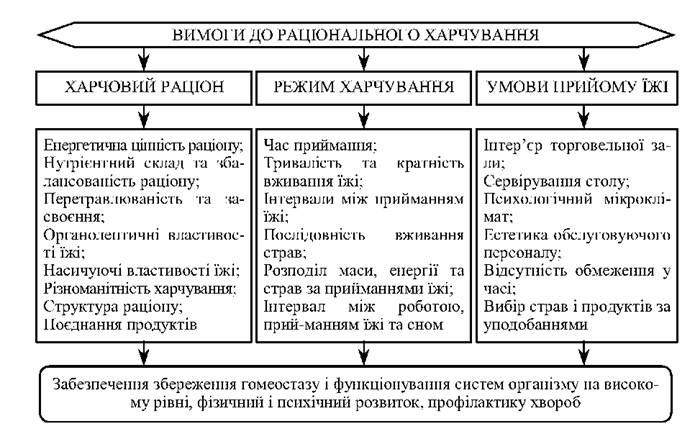 ВИМОГИ ДО РАЦІОНАЛЬНОГО ХАРЧУВАННЯ
ХАРЧОВИЙ РАЦІОН
Енергетична цінність раціону;
Нутрієнтний склад та зба-
лансованість раціону;
Перетравлюваність та за-
своєння;
Органолептичні властивос-
ті їжі;
Насичуючі властивості їжі;
Різноманітність харчування;
Структура раціону;
Поєднання продуктів
РЕЖИМ ХАРЧУВАННЯ
Час приймання;
Тривалість та кратність
вживання їжі;
Інтервали між прийманням
їжі;
Послідовність вживання
страв;
Розподіл маси, енергії та
страв за прийманнями їжі;
Інтервал між роботою,
прий-манням їжі та сном
УМОВИ ПРИЙОМУ ЇЖІ
Інтер’єр торговельної за-
ли;
Сервірування столу;
Психологічний мікроклі-
мат;
Естетика обслуговуючого
персоналу;
Відсутність обмеження у
часі;
Вибір страв і продуктів за
уподобаннями
Забезпечення збереження гомеостазу і функціонування систем організму на високо-
му рівні, фізичний і психічний розвиток, профілактику хвороб